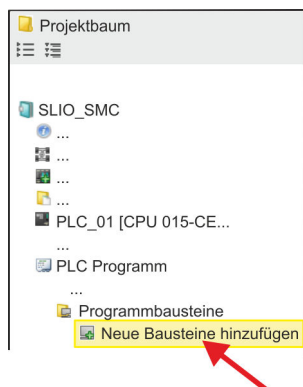 Projektbaum
SLIO_SMC
...
...
...
...
PLC_01 [CPU 015-CE...
...
PLC Programm
...
Programmbausteine
Neue Bausteine hinzufügen